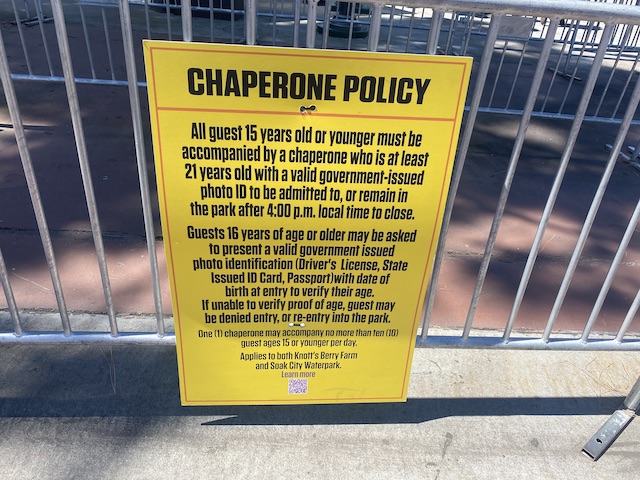 CHAPERONE POLICY
All guest 15 years old or younger must be
accompanied by a chaperone who is at least
21 years old with a valid government-issued
photo ID to be admitted to, or remain in
the park after 4:00 p.m. local time to close.
Guests 16 years of age or older may be asked
to present a valid government issued
photo identification (Driver's License, State
Issued ID Card, Passport)with date of
birth at entry to verify their age.
If unable to verify proof of age, guest may
be denied entry, or re-entry into the park.
One (1) chaperone may accompany no more than ten (10)
guest ages 15 or younger per day.
Applies to both Knott's Berry Farm
and Soak City Waterpark.
Learn more